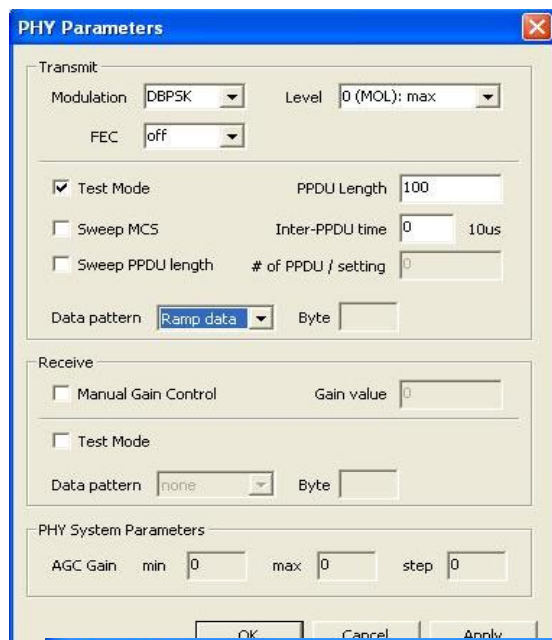 PHY Parameters
Transmit
Modulation DBPSK Level 0 (MOL): max
FEC off
Test Mode PPDU Length 100
Sweep MCS Inter-PPDU time 0 10us
Sweep PPDU length # of PPDU / setting 0
Data pattern Ramp data Byte
Receive
Manual Gain Control Gain value 0
Test Mode
Data pattern none Byte
PHY System Parameters
AGC Gain min 0 max 0 step 0
OK Cancel Apply